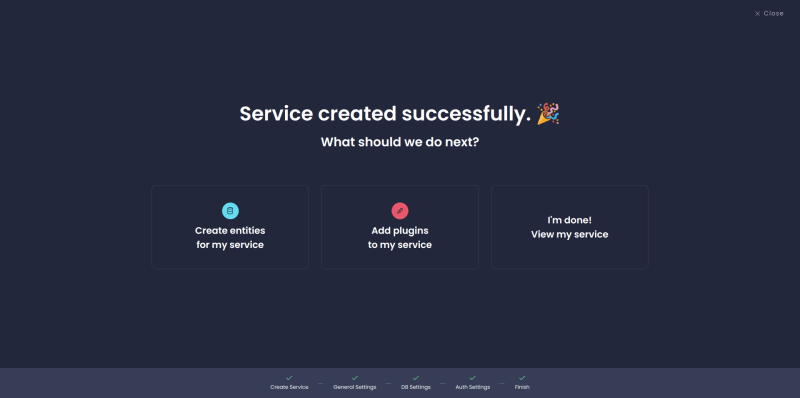 Close
Service created successfully. 🎉
What should we do next?
Create entities
for my service
Add plugins
to my service
I'm done!
View my service
Create Service
General Settings
DB Settings
Auth Settings
Finish